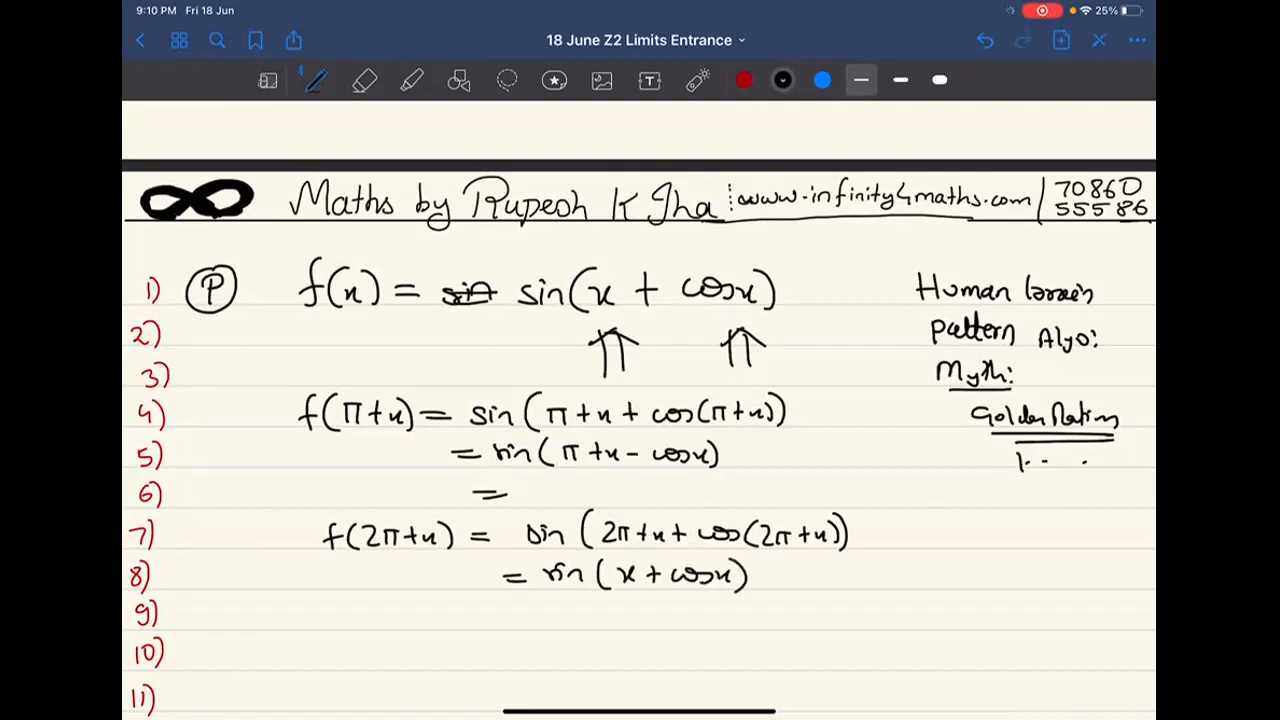 9:10 PM Fri 18 Jun 25%
18 June Z2 Limits Entrance
T
Maths by Rupesh K Jha www.infinity4maths.com 70860 55586
1) P f(x) = sin sin(x + cosx) Human brain
2) Pattern Algo:
3) Myth:
4) f(π+x) = sin(π+x + cos(π+x)) Golden Ratio
5) = sin(π+x - cosx) 1...
6) =
7) f(2π+x) = sin(2π+x + cos(2π+x))
8) = sin(x + cosx)
9)
10)
11)